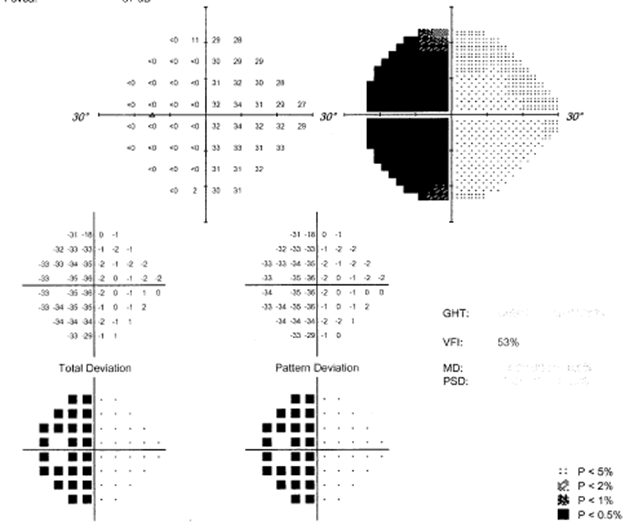 Fovea: dB
<0 11 29 28
<0 <0 <0 30 29 29
<0 <0 <0 <0 31 32 30 28
<0 <0 <0 <0 32 34 31 29 27
30° 30° 30°
<0 <0 <0 <0 32 34 32 32 29
<0 <0 <0 <0 33 33 31 33
<0 <0 <0 31 31 32
<0 2 30 31
-31 -18 0 -1 -31 -18 0 -1
-32 -33 -33 -1 -2 -1 -32 -33 -33 -1 -2 -2
-33 -33 -34 -35 -1 -1 -2 -2 -33 -33 -34 -35 -1 -2 -2 -2
-33 -35 -36 -2 0 -1 -2 -2 -33 -35 -36 -2 0 -1 -2 -2
-33 -35 -36 -2 0 -1 1 0 -34 -35 -36 -2 0 -1 0 0
-33 -34 -35 -35 -1 0 -1 2 -33 -34 -35 -36 -1 0 -1 2
-34 -34 -34 -2 -1 1 -34 -34 -34 -2 -2 1
-33 -29 -1 1 -33 -29 -1 0
GHT:
VFI: 53%
MD:
PSD:
Total Deviation Pattern Deviation
P < 5%
P < 2%
P < 1%
P < 0.5%